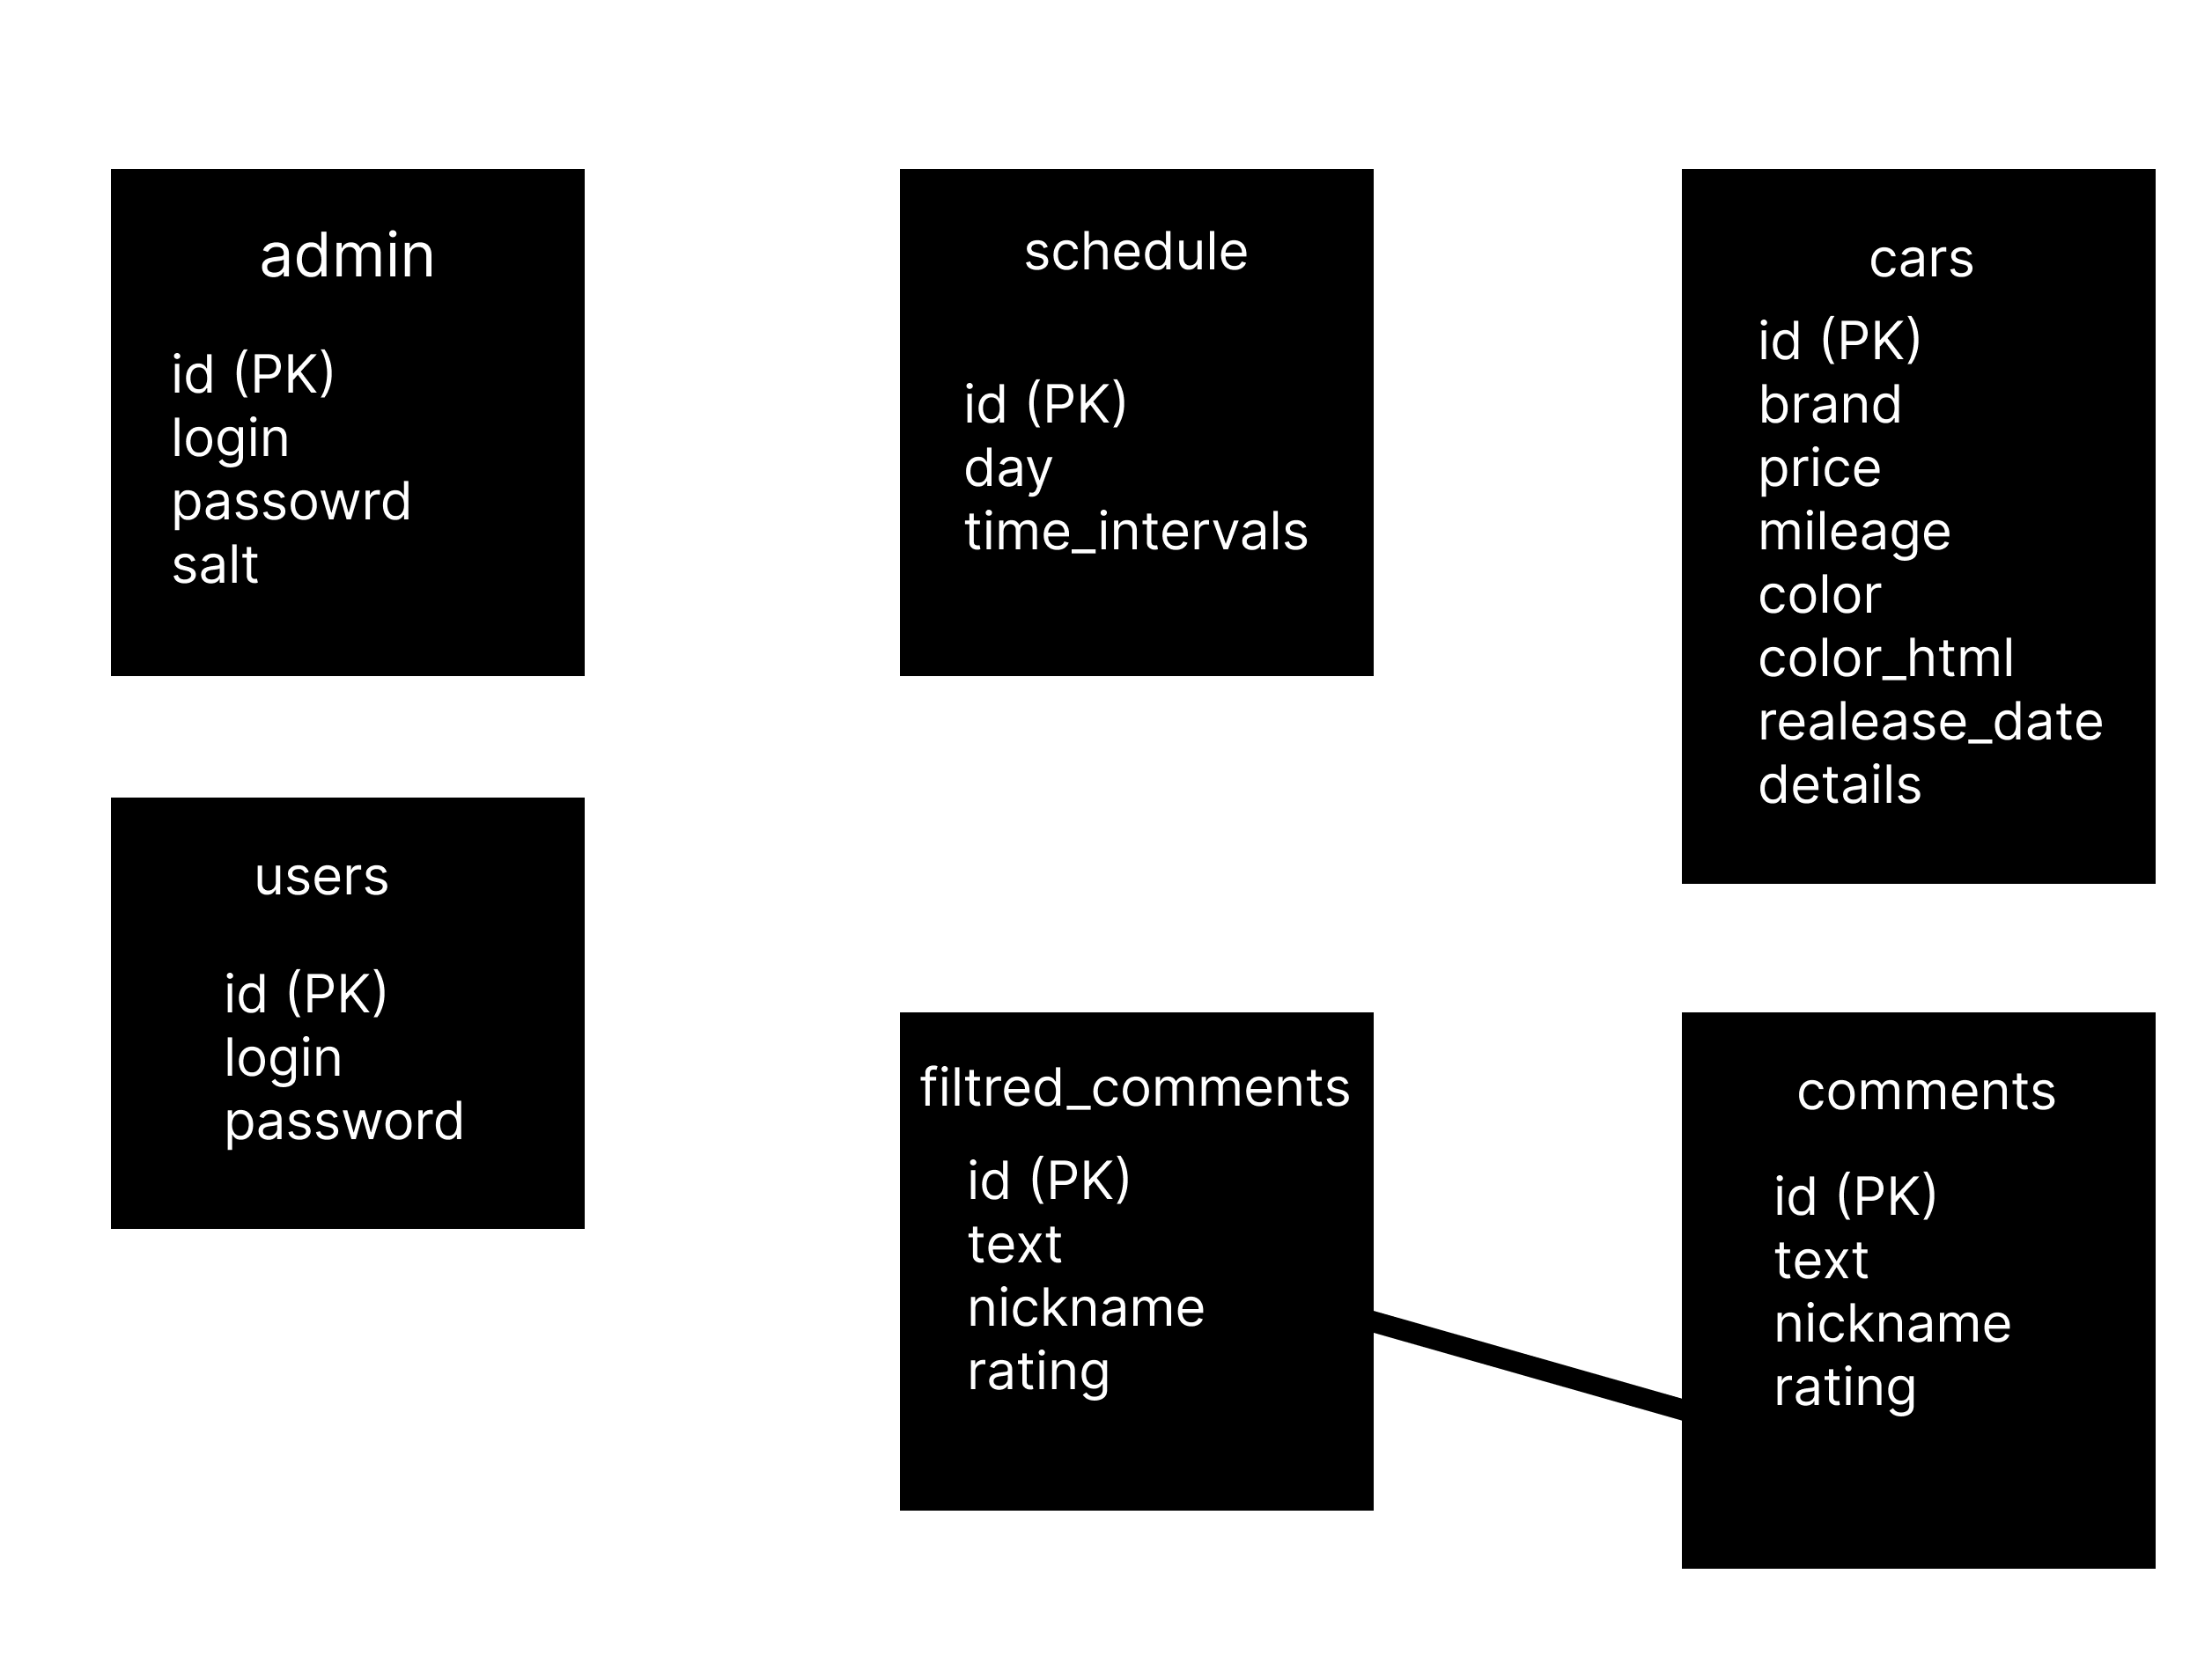 admin
id (PK)
login
passowrd
salt
schedule
id (PK)
day
time_intervals
cars
id (PK)
brand
price
mileage
color
color_html
realease_date
details
users
id (PK)
login
password
filtred_comments
id (PK)
text
nickname
rating
comments
id (PK)
text
nickname
rating